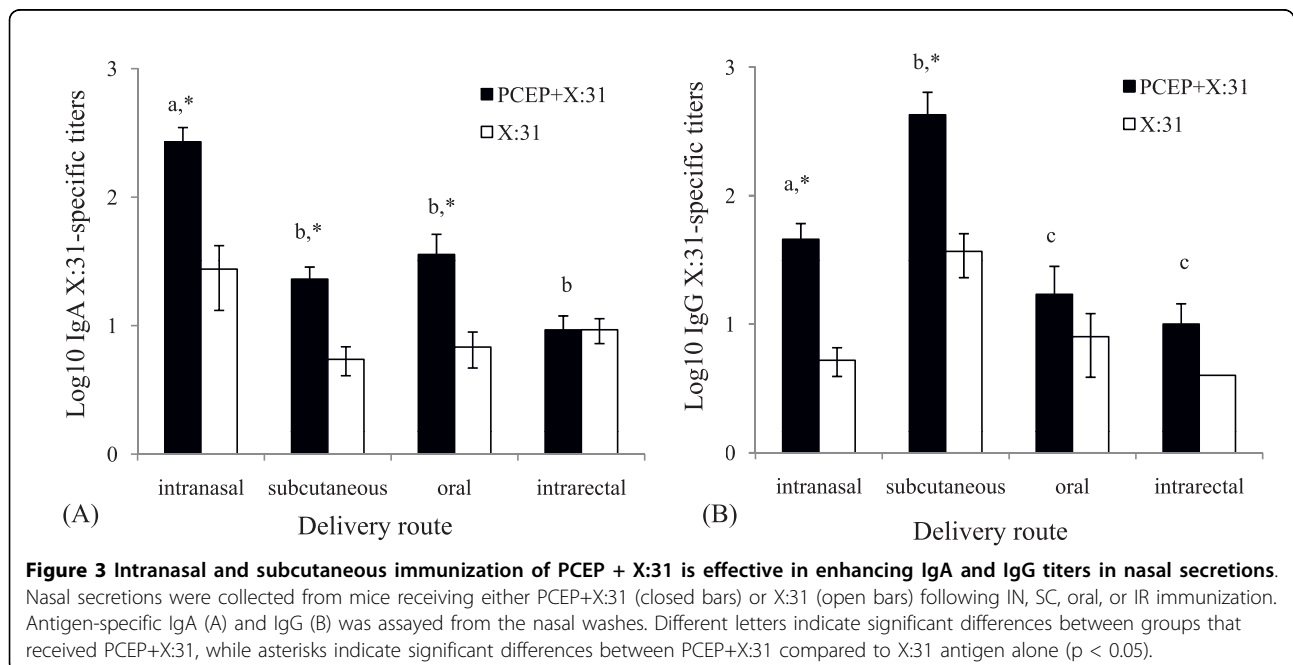 3
2
1
0
Log10 IgA X:31-specific titers
PCEP+X:31
X:31
a,*
b,*
b,*
b
intranasal subcutaneous oral intrarectal
(A)
Delivery route
3
2
1
0
Log10 IgG X:31-specific titers
PCEP+X:31
X:31
a,*
b,*
c
c
intranasal subcutaneous oral intrarectal
(B)
Delivery route
Figure 3 Intranasal and subcutaneous immunization of PCEP + X:31 is effective in enhancing IgA and IgG titers in nasal secretions.
Nasal secretions were collected from mice receiving either PCEP+X:31 (closed bars) or X:31 (open bars) following IN, SC, oral, or IR immunization.
Antigen-specific IgA (A) and IgG (B) was assayed from the nasal washes. Different letters indicate significant differences between groups that
received PCEP+X:31, while asterisks indicate significant differences between PCEP+X:31 compared to X:31 antigen alone (p < 0.05).